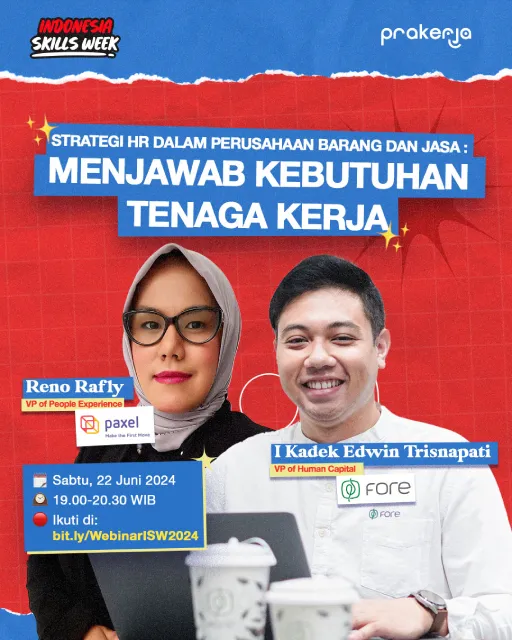 INDONESIA
SKILLS WEEK
prakerja
STRATEGI HR DALAM PERUSAHAAN BARANG DAN JASA :
MENJAWAB KEBUTUHAN
TENAGA KERJA
Reno Rafly
VP of People Experience
paxel
Make the First Move
I Kadek Edwin Trisnapati
VP of Human Capital
FORE
FORE
Sabtu, 22 Juni 2024
19.00-20.30 WIB
Ikuti di:
bit.ly/WebinarISW2024